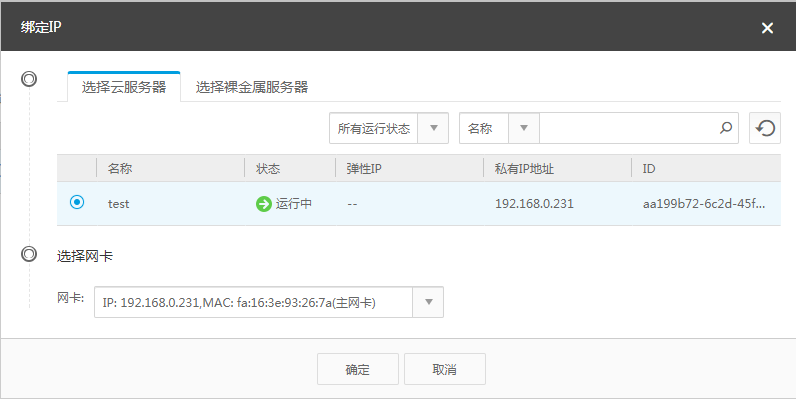 绑定IP
选择云服务器 选择裸金属服务器
所有运行状态 名称
名称 状态 弹性IP 私有IP地址 ID
test 运行中 -- 192.168.0.231 aa199b72-6c2d-45f...
选择网卡
网卡: IP: 192.168.0.231,MAC: fa:16:3e:93:26:7a(主网卡)
确定 取消